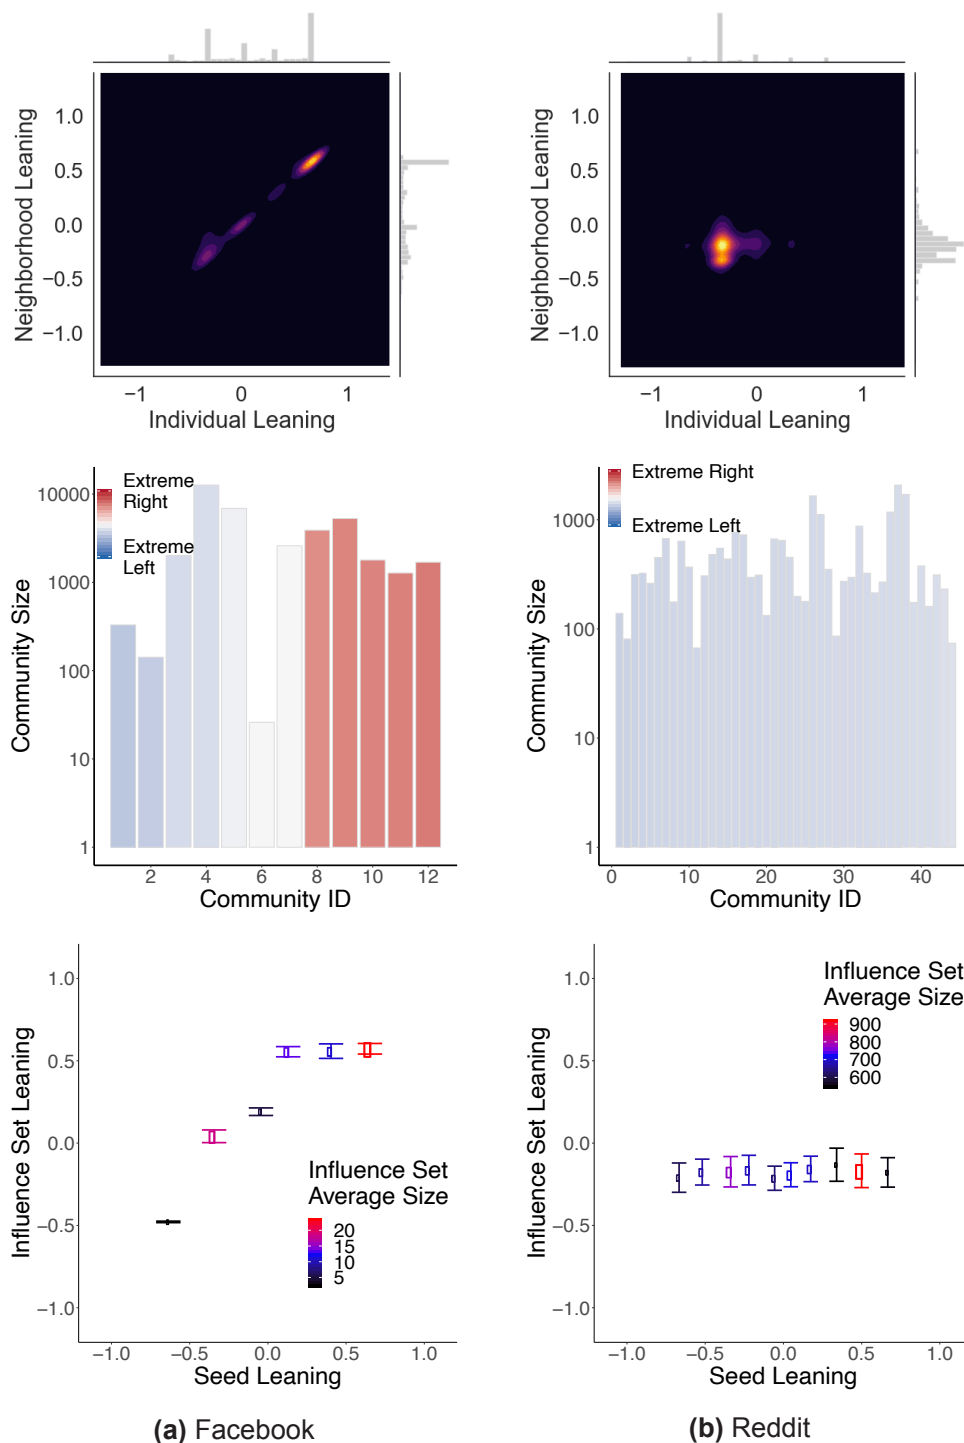 1.0
0.5
0.0
−0.5
−1.0
Neighborhood Leaning
−1 0 1
Individual Leaning
1.0
0.5
0.0
−0.5
−1.0
Neighborhood Leaning
−1 0 1
Individual Leaning
Extreme
Right
Extreme
Left
10000
1000
100
10
1
Community Size
2 4 6 8 10 12
Community ID
Extreme Right
Extreme Left
1000
100
10
1
Community Size
0 10 20 30 40
Community ID
1.0
0.5
0.0
−0.5
−1.0
Influence Set Leaning
Influence Set
Average Size
20
15
10
5
−1.0 −0.5 0.0 0.5 1.0
Seed Leaning
(a) Facebook
1.0
0.5
0.0
−0.5
−1.0
Influence Set Leaning
Influence Set
Average Size
900
800
700
600
−1.0 −0.5 0.0 0.5 1.0
Seed Leaning
(b) Reddit